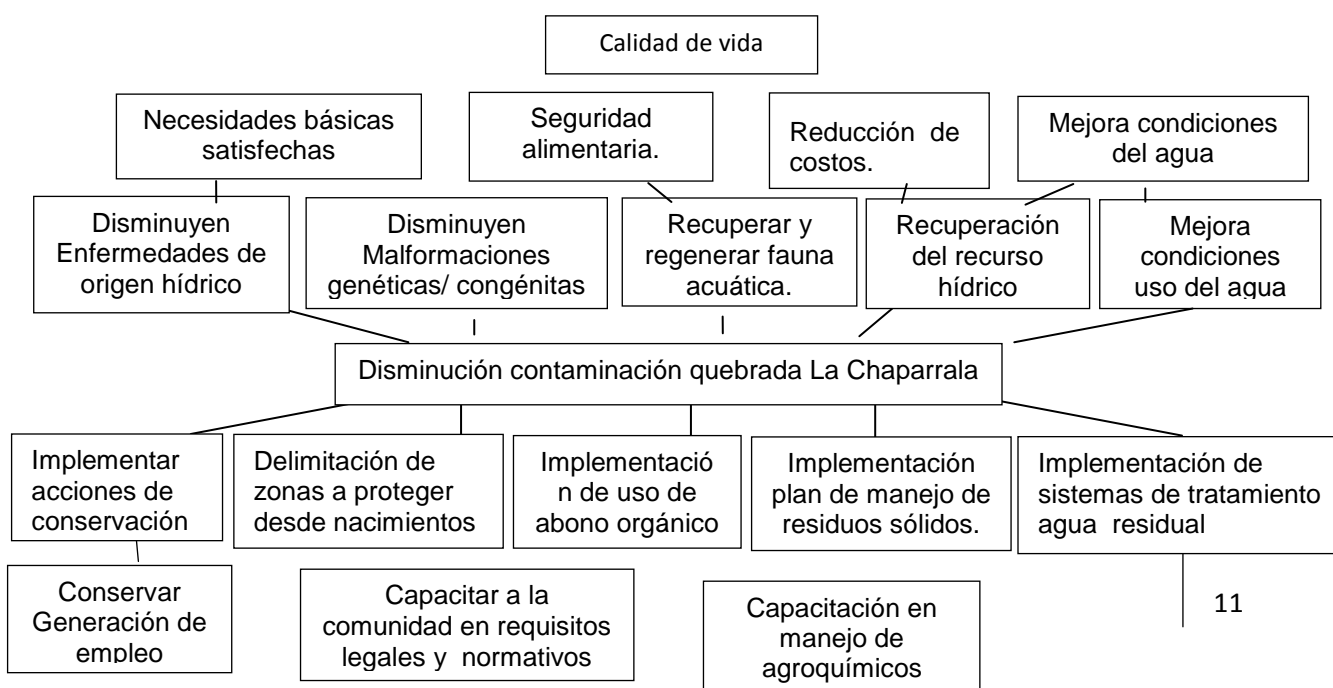 Calidad de vida
Necesidades básicas
satisfechas
Seguridad
alimentaria.
Reducción de
costos.
Mejora condiciones
del agua
Disminuyen
Enfermedades de
origen hídrico
Disminuyen
Malformaciones
genéticas/ congénitas
Recuperar y
regenerar fauna
acuática.
Recuperación
del recurso
hídrico
Mejora
condiciones
uso del agua
Disminución contaminación quebrada La Chaparrala
Implementar
acciones de
conservación
Delimitación de
zonas a proteger
desde nacimientos
Implementació
n de uso de
abono orgánico
Implementación
plan de manejo de
residuos sólidos.
Implementación de
sistemas de tratamiento
agua residual
Conservar
Generación de
empleo
Capacitar a la
comunidad en requisitos
legales y normativos
Capacitación en
manejo de
agroquímicos
11